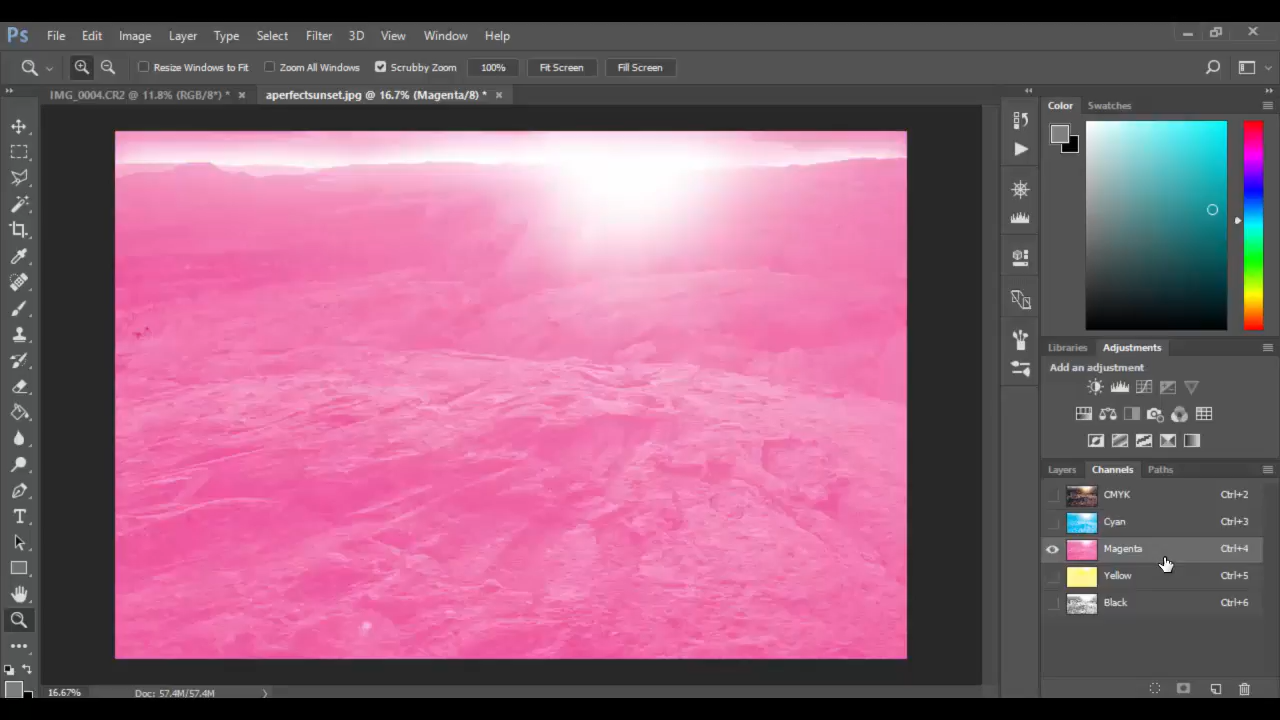 Ps File Edit Image Layer Type Select Filter 3D View Window Help
Resize Windows to Fit Zoom All Windows Scrubby Zoom 100% Fit Screen Fill Screen
IMG_0004.CR2 @ 11.8% (RGB/8*) * × aperfectsunset.jpg @ 16.7% (Magenta/8) * ×
Color Swatches
Libraries Adjustments
Add an adjustment
Layers Channels Paths
CMYK Ctrl+2
Cyan Ctrl+3
Magenta Ctrl+4
Yellow Ctrl+5
Black Ctrl+6
16.67% Doc: 57.4M/57.4M